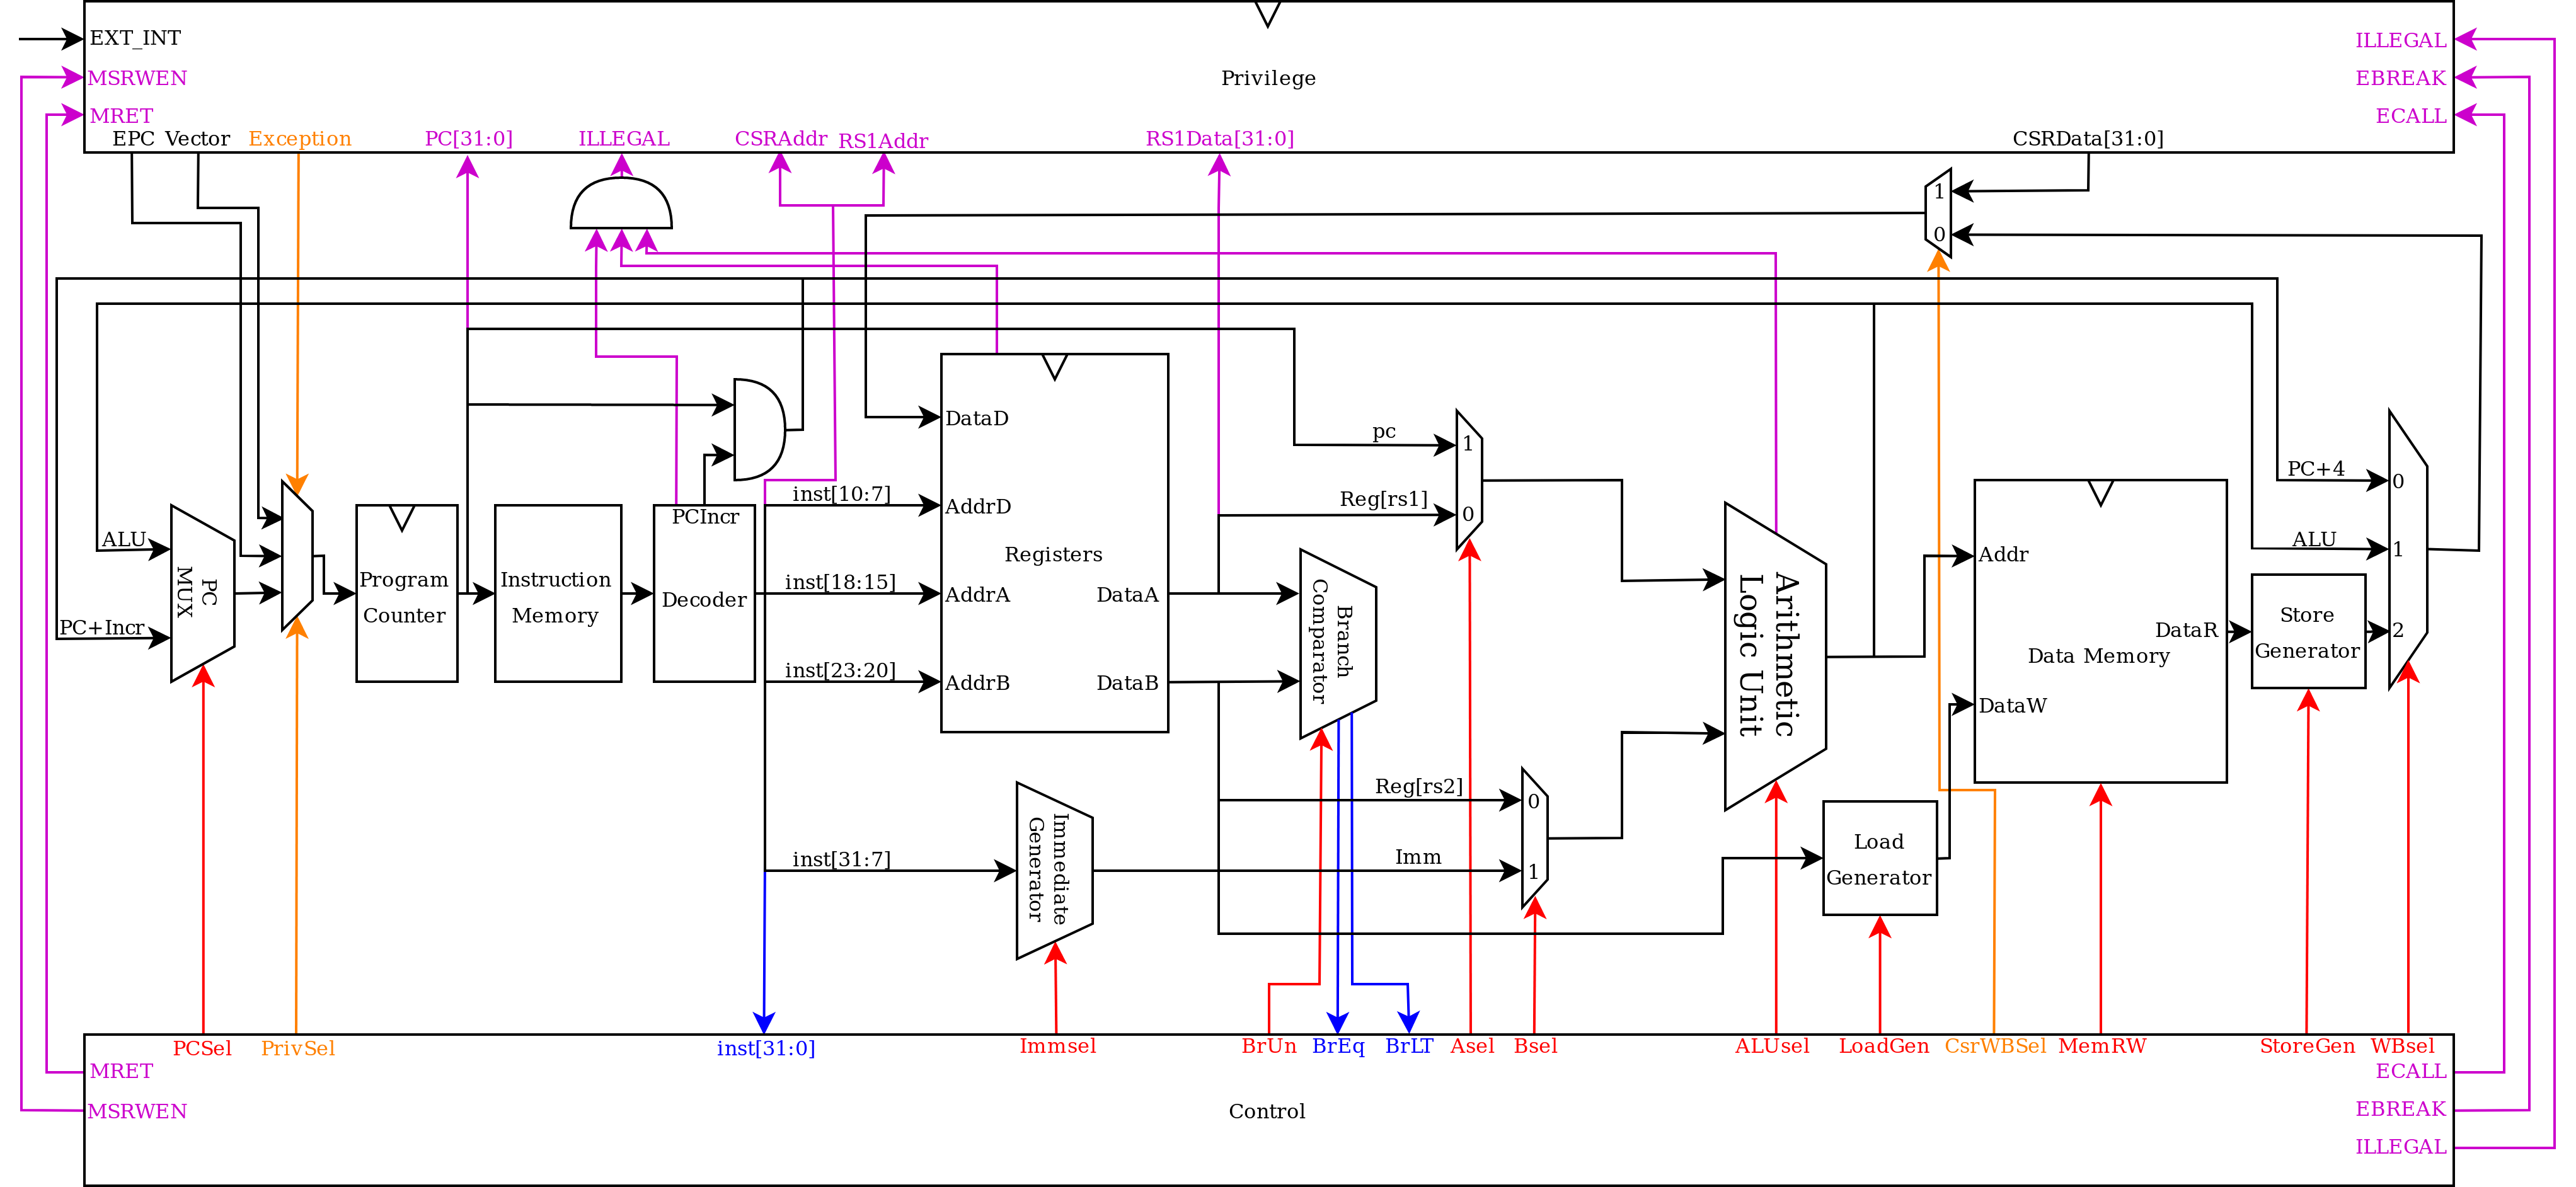 EXT_INT
ILLEGAL
MSRWEN
Privilege
EBREAK
MRET
ECALL
EPC
Vector
Exception
PC[31:0]
ILLEGAL
CSRAddr
RS1Addr
RS1Data[31:0]
CSRData[31:0]
1
0
DataD
pc
1
PC+4
0
inst[10:7]
Reg[rs1]
0
AddrD
PCIncr
ALU
PC
MUX
Registers
Addr
ALU
1
Program
Counter
Instruction
Memory
Decoder
inst[18:15]
AddrA
DataA
Branch
Comparator
Arithmetic
Logic Unit
PC+Incr
DataR
Store
Generator
2
Data Memory
inst[23:20]
AddrB
DataB
DataW
Reg[rs2]
0
Immediate
Generator
Load
Generator
inst[31:7]
Imm
1
PCSel
PrivSel
inst[31:0]
Immsel
BrUn
BrEq
BrLT
Asel
Bsel
ALUsel
LoadGen
CsrWBSel
MemRW
StoreGen
WBsel
MRET
ECALL
MSRWEN
Control
EBREAK
ILLEGAL